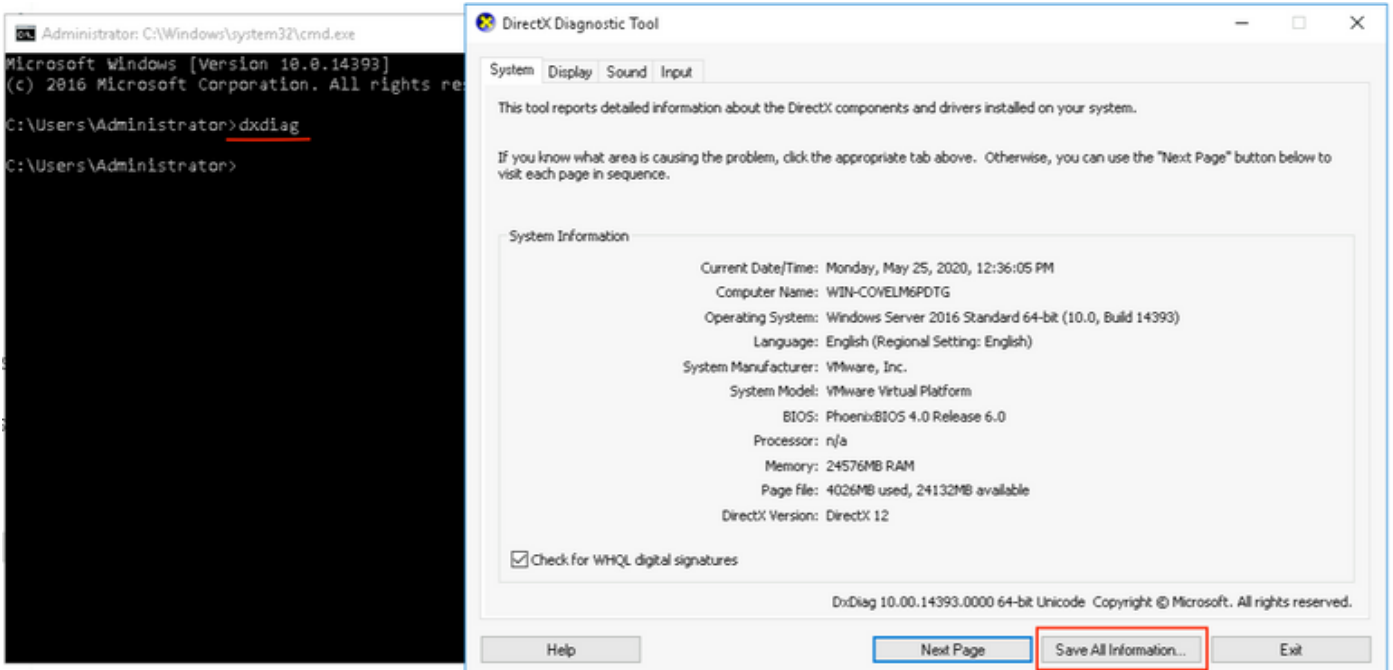 Administrator: C:\Windows\system32\cmd.exe
Microsoft Windows [Version 10.0.14393]
(c) 2016 Microsoft Corporation. All rights re
C:\Users\Administrator>dxdiag
C:\Users\Administrator>
DirectX Diagnostic Tool
System Display Sound Input
This tool reports detailed information about the DirectX components and drivers installed on your system.
If you know what area is causing the problem, click the appropriate tab above. Otherwise, you can use the "Next Page" button below to
visit each page in sequence.
System Information
Current Date/Time: Monday, May 25, 2020, 12:36:05 PM
Computer Name: WIN-COVELM6PDTG
Operating System: Windows Server 2016 Standard 64-bit (10.0, Build 14393)
Language: English (Regional Setting: English)
System Manufacturer: VMware, Inc.
System Model: VMware Virtual Platform
BIOS: PhoenixBIOS 4.0 Release 6.0
Processor: n/a
Memory: 24576MB RAM
Page file: 4026MB used, 24132MB available
DirectX Version: DirectX 12
Check for WHQL digital signatures
DxDiag 10.00.14393.0000 64-bit Unicode Copyright © Microsoft. All rights reserved.
Help Next Page Save All Information... Exit